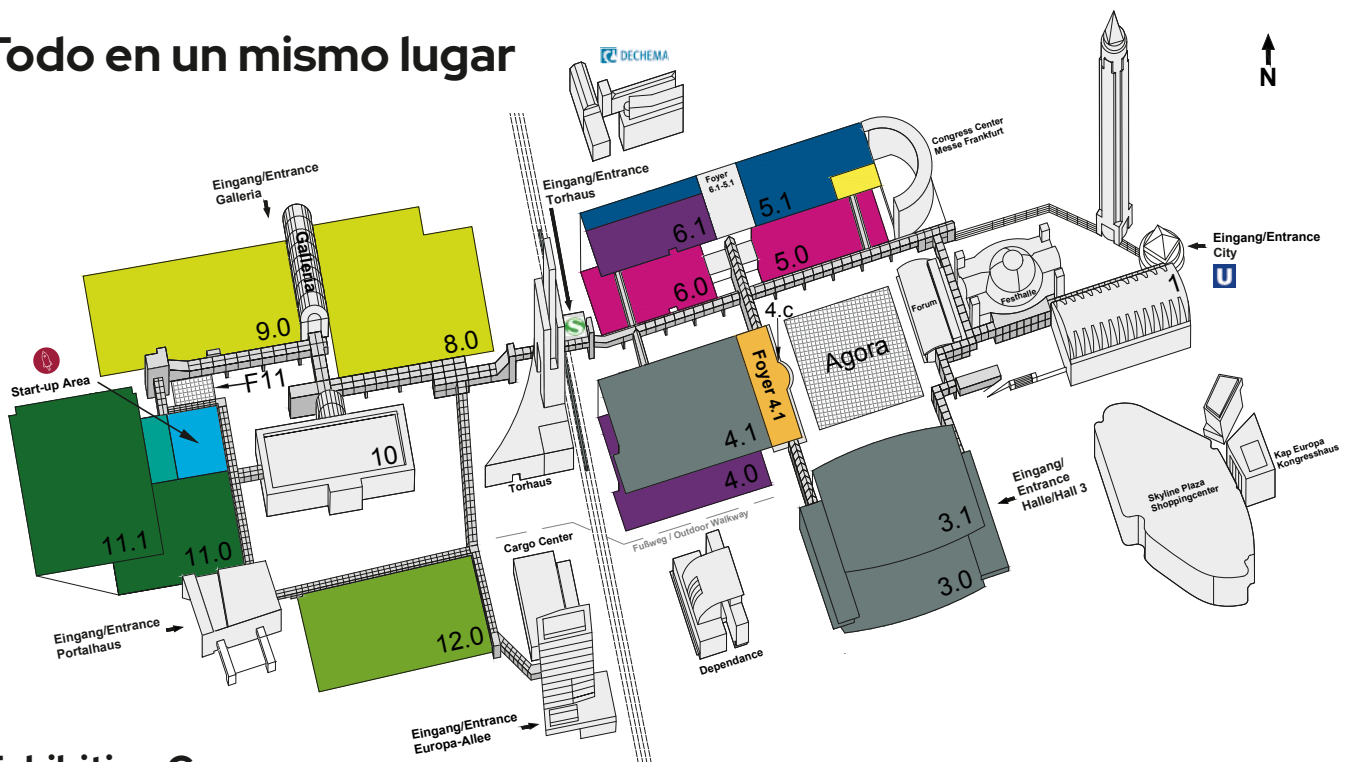 Todo en un mismo lugar
DECHEMA
N
Congress Center
Messe Frankfurt
Eingang/Entrance
Galleria
Eingang/Entrance
Torhaus
Foyer
6.1-5.1
5.1
6.1
Galleria
5.0
6.0
Eingang/Entrance
City
U
Festhalle
Forum
1
9.0
8.0
S
4.c
Agora
Foyer 4.1
Start-up Area
F11
4.1
10
4.0
Torhaus
Kap Europa
Kongresshaus
Skyline Plaza
Shoppingcenter
Eingang/
Entrance
Halle/Hall 3
3.1
3.0
11.1
11.0
Fußweg / Outdoor Walkway
Cargo Center
Eingang/Entrance
Portalhaus
12.0
Dependance
Eingang/Entrance
Europa-Allee